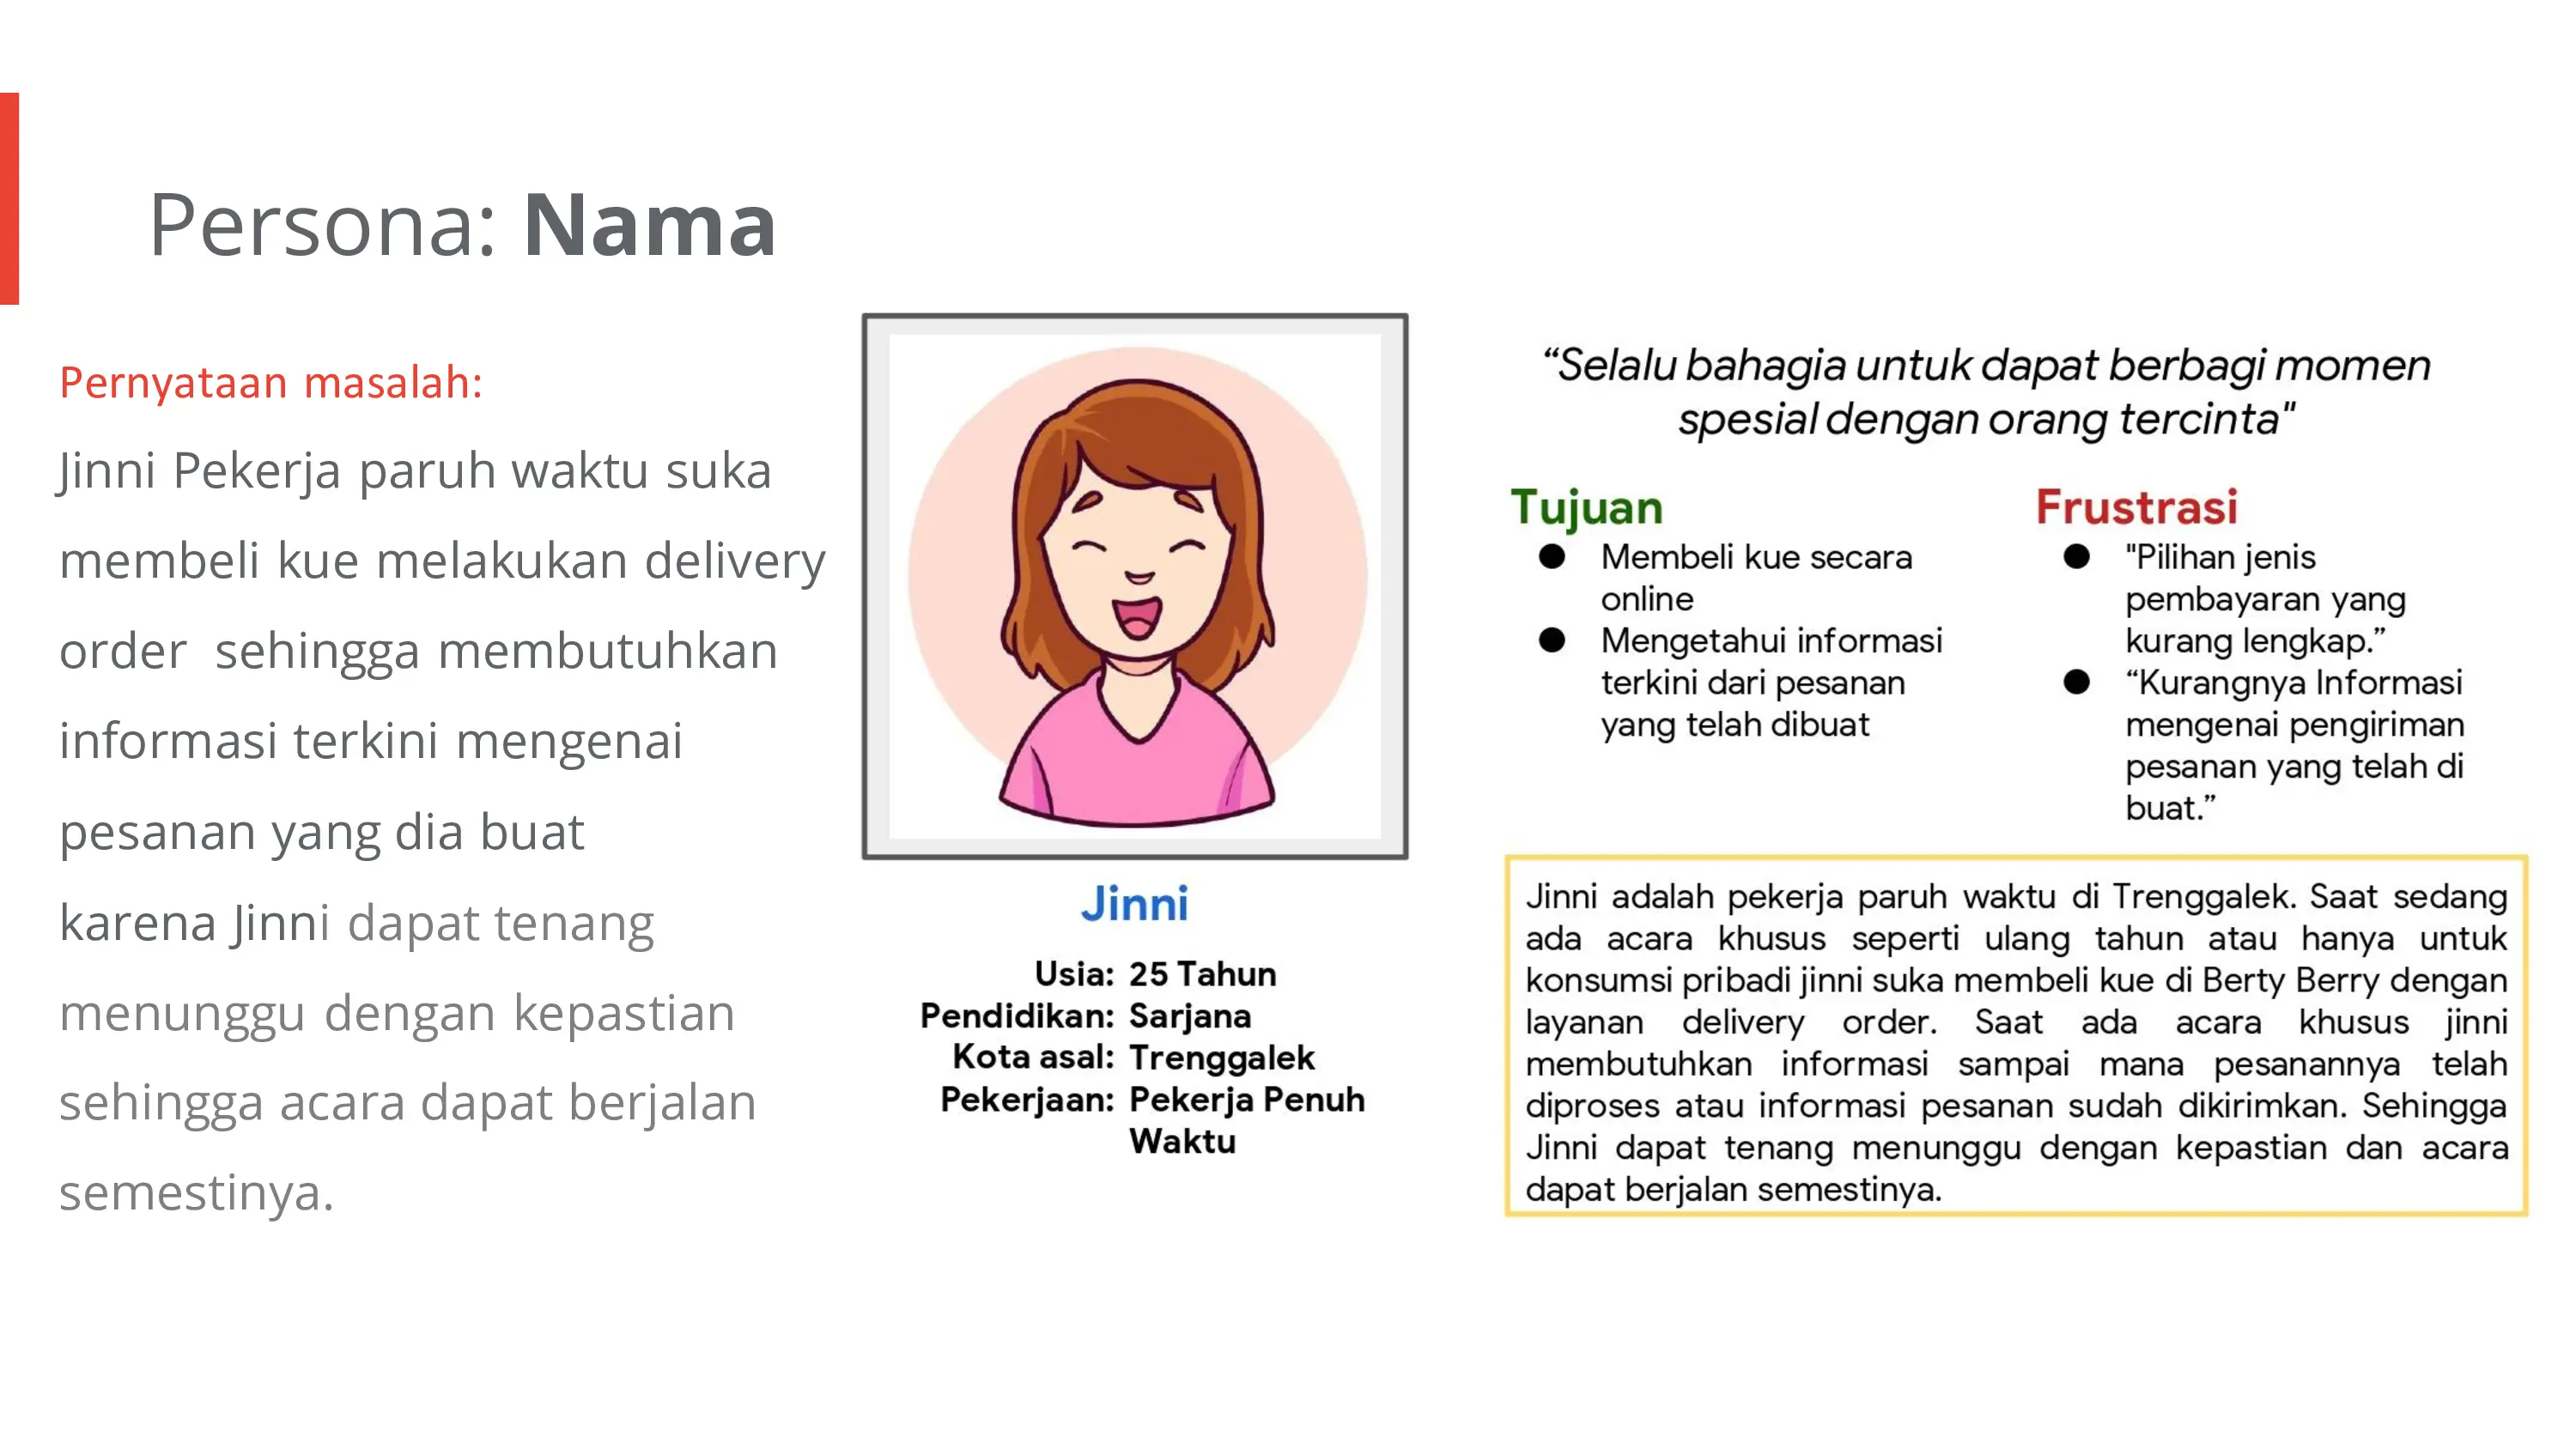 Persona: Nama
Pernyataan masalah:
Jinni Pekerja paruh waktu suka
membeli kue melakukan delivery
order  sehingga membutuhkan
informasi terkini mengenai
pesanan yang dia buat
karena Jinni dapat tenang
menunggu dengan kepastian
sehingga acara dapat berjalan
semestinya.
Jinni
Usia: 25 Tahun
Pendidikan: Sarjana
Kota asal: Trenggalek
Pekerjaan: Pekerja Penuh
Waktu
“Selalu bahagia untuk dapat berbagi momen
spesial dengan orang tercinta"
Tujuan
● Membeli kue secara
online
● Mengetahui informasi
terkini dari pesanan
yang telah dibuat
Frustrasi
● "Pilihan jenis
pembayaran yang
kurang lengkap.”
● “Kurangnya Informasi
mengenai pengiriman
pesanan yang telah di
buat.”
Jinni adalah pekerja paruh waktu di Trenggalek. Saat sedang
ada acara khusus seperti ulang tahun atau hanya untuk
konsumsi pribadi jinni suka membeli kue di Berty Berry dengan
layanan delivery order. Saat ada acara khusus jinni
membutuhkan informasi sampai mana pesanannya telah
diproses atau informasi pesanan sudah dikirimkan. Sehingga
Jinni dapat tenang menunggu dengan kepastian dan acara
dapat berjalan semestinya.